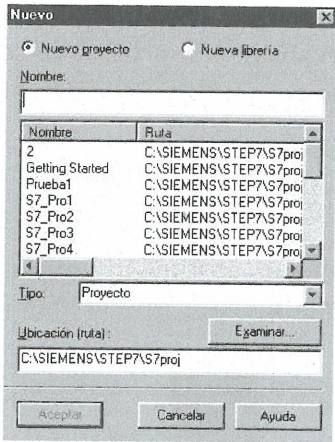 Nuevo
Nuevo proyecto Nueva librería
Nombre:
Nombre Ruta
2 C:\SIEMENS\STEP7\S7proj
Getting Started C:\SIEMENS\STEP7\S7proj
Prueba1 C:\SIEMENS\STEP7\S7proj
S7_Pro1 C:\SIEMENS\STEP7\S7proj
S7_Pro2 C:\SIEMENS\STEP7\S7proj
S7_Pro3 C:\SIEMENS\STEP7\S7proj
S7_Pro4 C:\SIEMENS\STEP7\S7proj
Tipo: Proyecto
Ubicación (ruta) : Examinar...
C:\SIEMENS\STEP7\S7proj
Aceptar Cancelar Ayuda